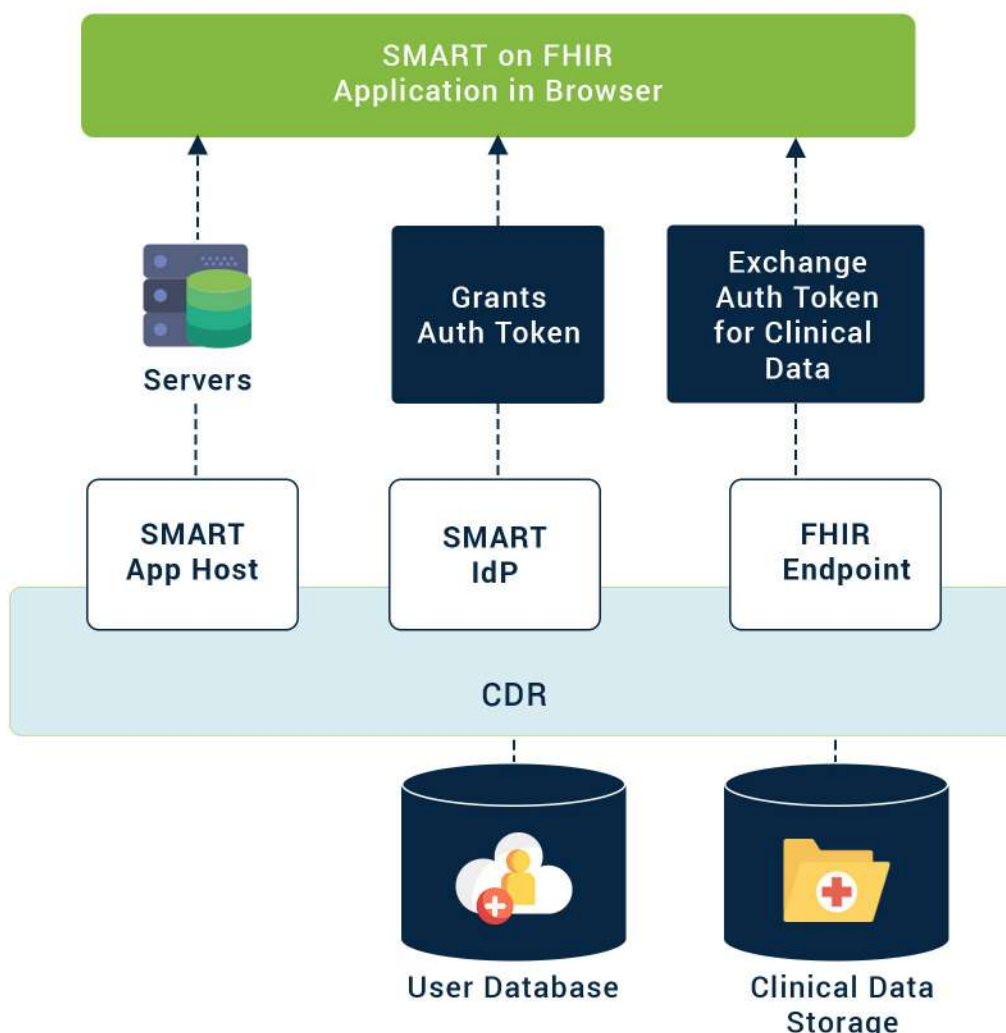 SMART on FHIR
Application in Browser
Servers
Grants
Auth Token
Exchange
Auth Token
for Clinical
Data
SMART
App Host
SMART
IdP
FHIR
Endpoint
CDR
User Database
Clinical Data
Storage